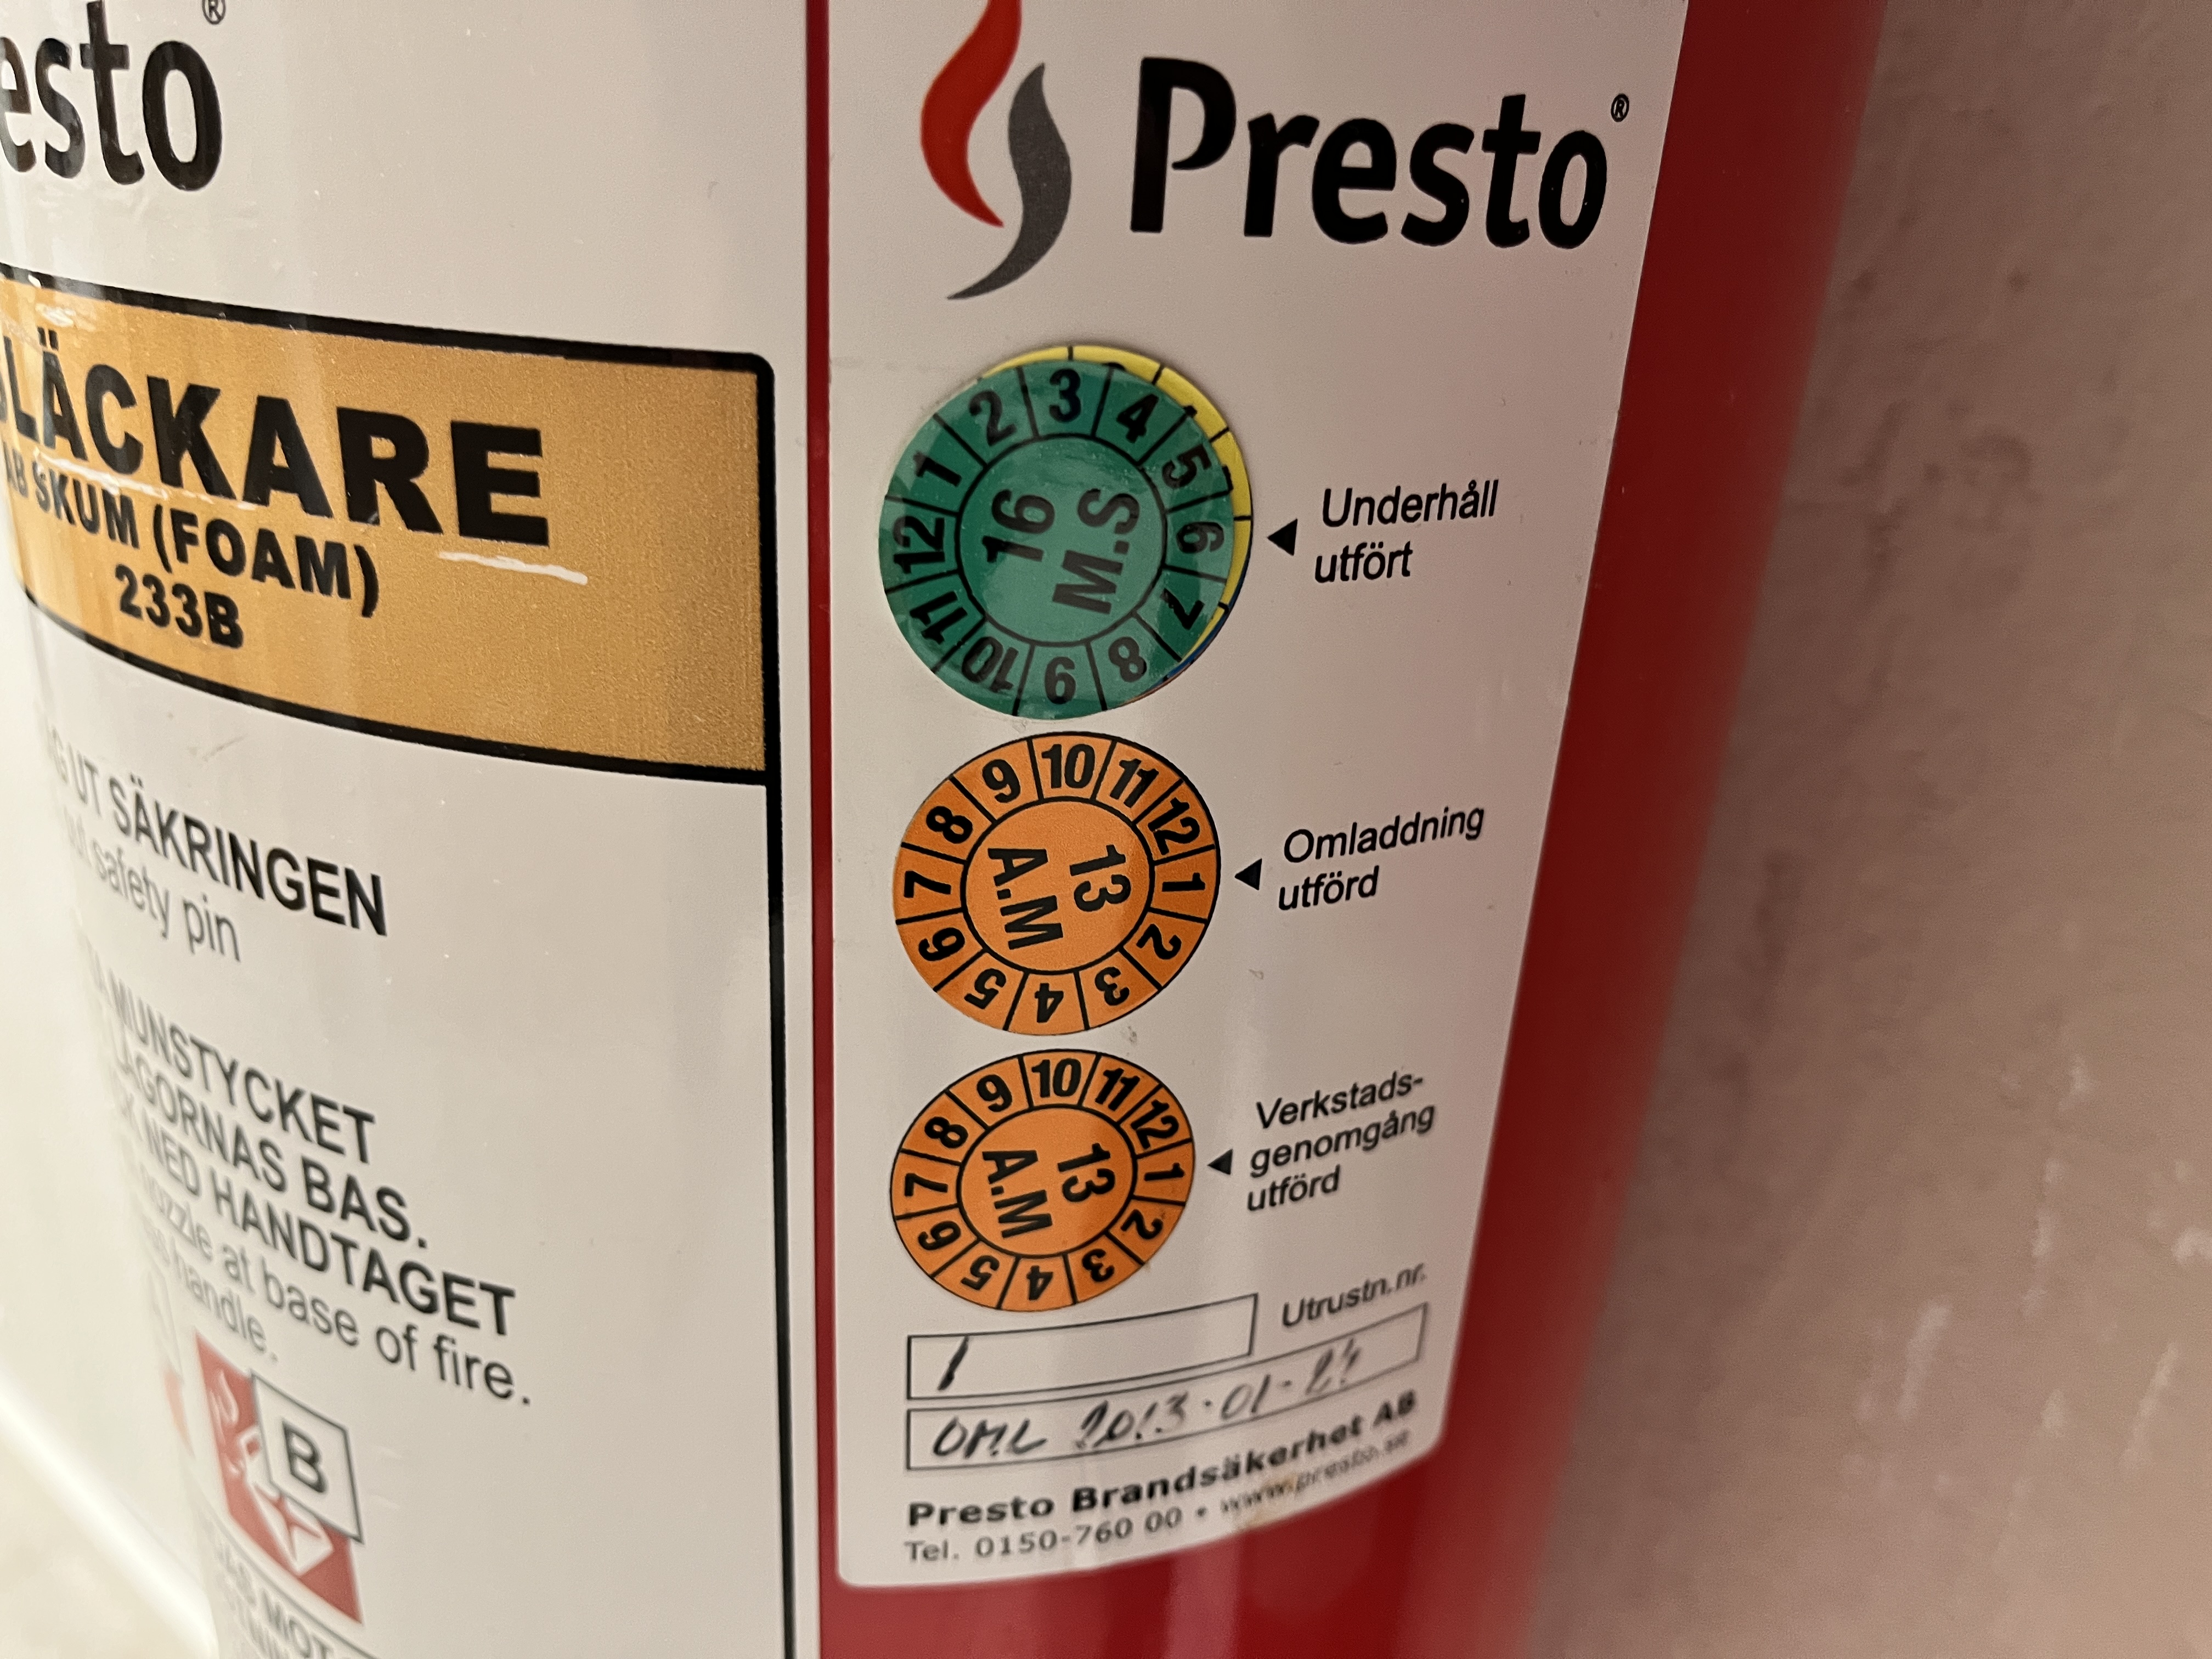 esto®
LÄCKARE
AB SKUM (FOAM)
233B
UT SÄKRINGEN
safety pin
MUNSTYCKET
LÅGORNAS BAS.
NED HANDTAGET
nozzle at base of fire.
handle.
B
MOT
Presto®
1 2 3 4 5 6 7 8 9 10 11 12
16
M.S
Underhåll
utfört
1 2 3 4 5 6 7 8 9 10 11 12
13
A.M
Omladdning
utförd
1 2 3 4 5 6 7 8 9 10 11 12
13
A.M
Verkstads-
genomgång
utförd
Utrustn.nr.
1
OML 2013-01-
Presto Brandsäkerhet AB
Tel. 0150-760 00 • www.presto.se